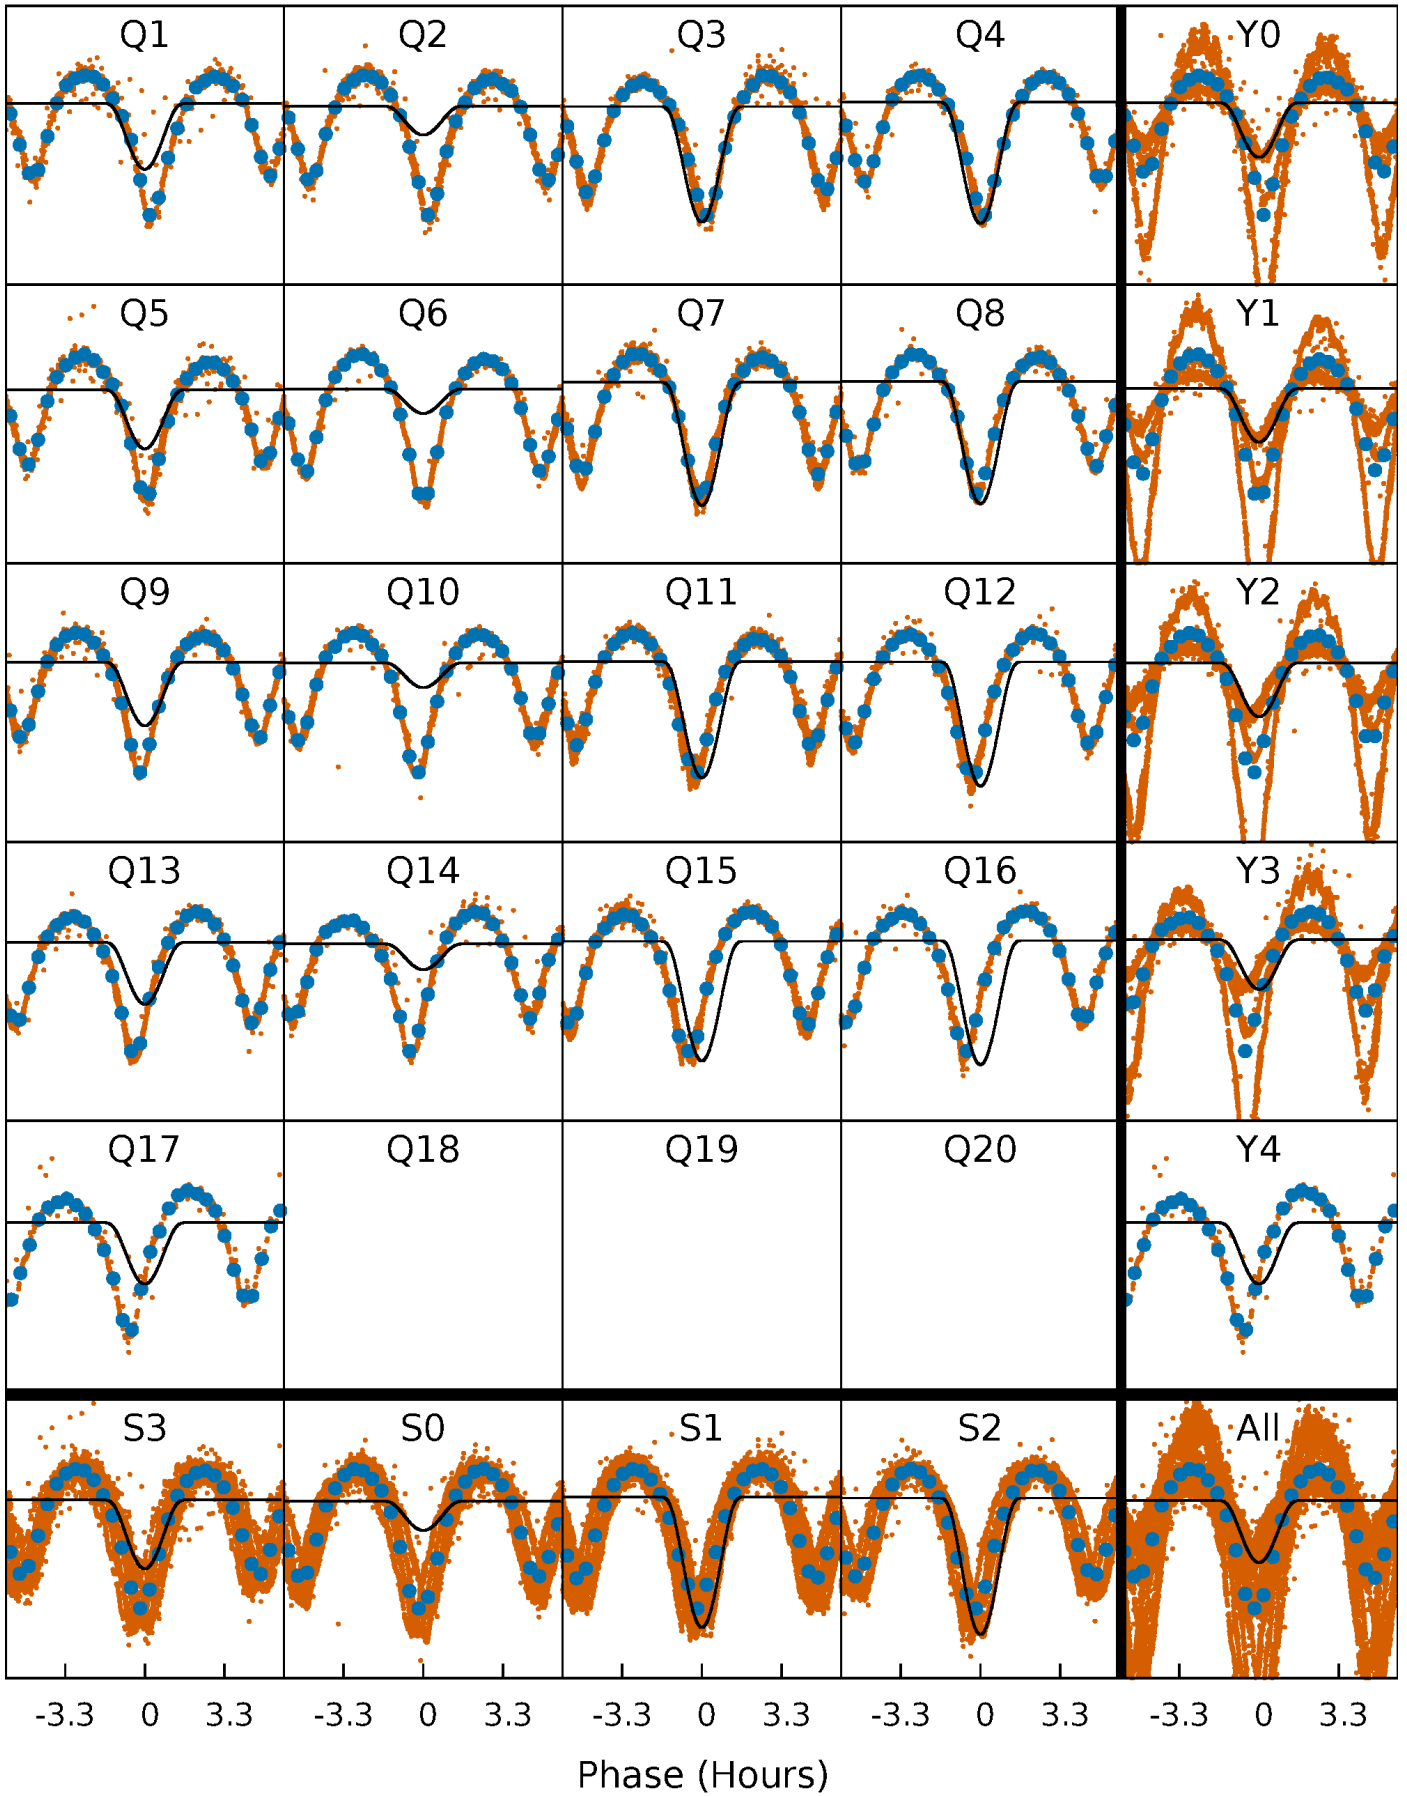 Q1 Q2 Q3 Q4 Y0
Q5 Q6 Q7 Q8 Y1
Q9 Q10 Q11 Q12 Y2
Q13 Q14 Q15 Q16 Y3
Q17 Q18 Q19 Q20 Y4
S3 S0 S1 S2 All
-3.3 0 3.3 -3.3 0 3.3 -3.3 0 3.3 -3.3 0 3.3 -3.3 0 3.3
Phase (Hours)